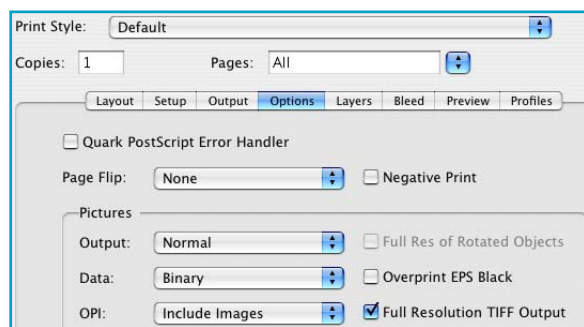 Print Style: Default
Copies: 1 Pages: All
Layout Setup Output Options Layers Bleed Preview Profiles
Quark PostScript Error Handler
Page Flip: None Negative Print
Pictures
Output: Normal Full Res of Rotated Objects
Data: Binary Overprint EPS Black
OPI: Include Images Full Resolution TIFF Output